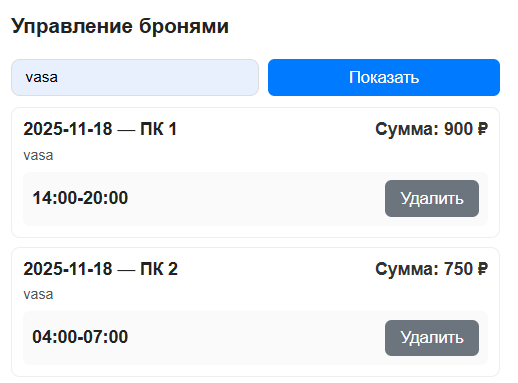 Управление бронями
vasa
Показать
2025-11-18 — ПК 1
Сумма: 900 ₽
vasa
14:00-20:00
Удалить
2025-11-18 — ПК 2
Сумма: 750 ₽
vasa
04:00-07:00
Удалить